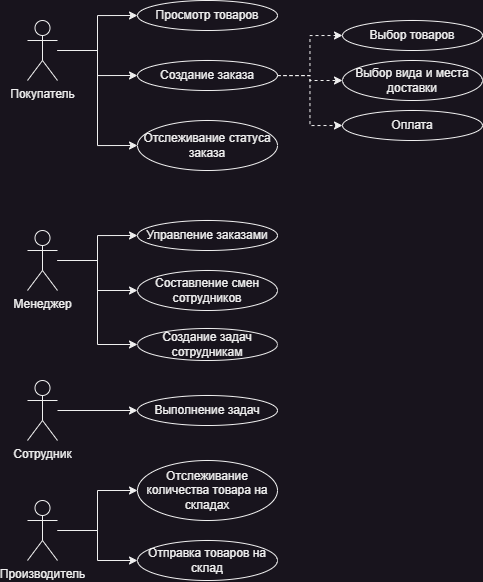 Просмотр товаров
Выбор товаров
Создание заказа
Выбор вида и места
доставки
Покупатель
Оплата
Отслеживание статуса
заказа
Управление заказами
Составление смен
сотрудников
Менеджер
Создание задач
сотрудникам
Выполнение задач
Сотрудник
Отслеживание
количества товара на
складах
Отправка товаров на
склад
Производитель